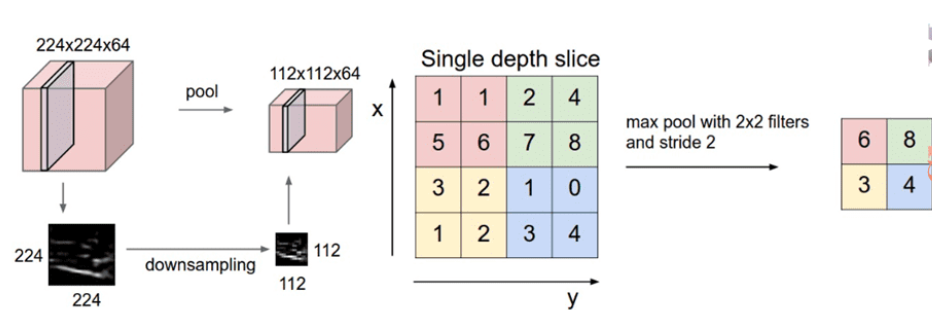 224x224x64
pool
112x112x64
224
224
downsampling
112
112
Single depth slice
x
1 1 2 4
5 6 7 8
3 2 1 0
1 2 3 4
y
max pool with 2x2 filters
and stride 2
6 8
3 4